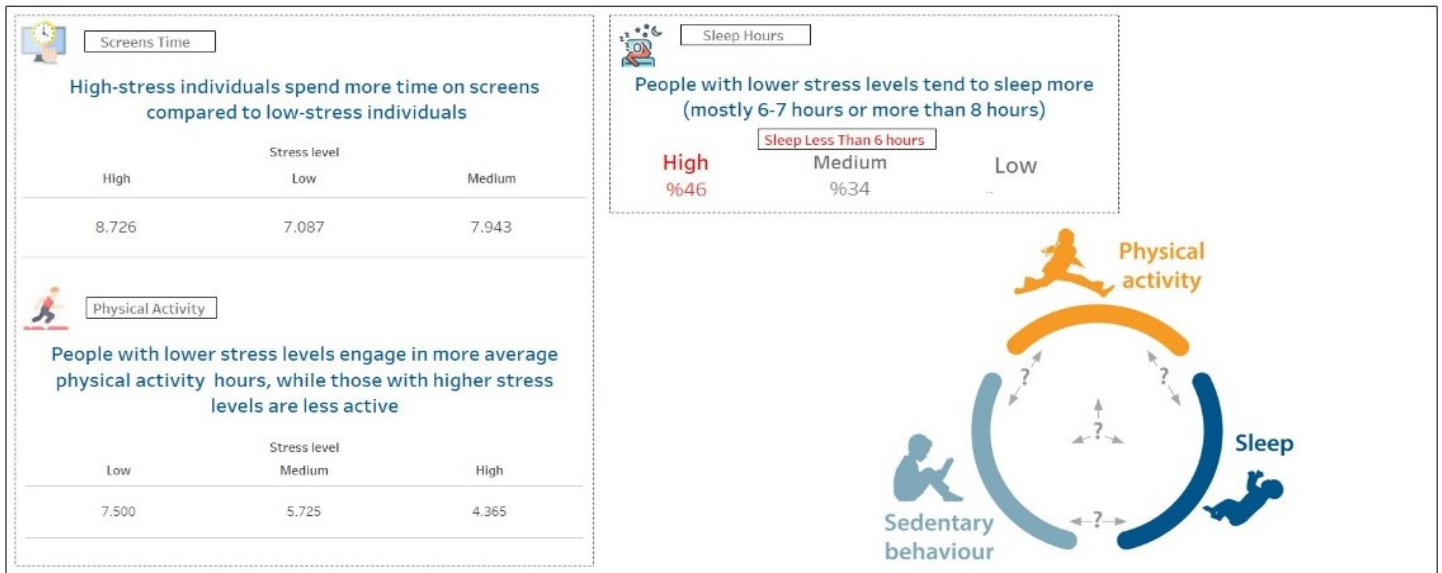 Screens Time
High-stress individuals spend more time on screens
compared to low-stress individuals
Stress level
High Low Medium
8.726 7.087 7.943
Physical Activity
People with lower stress levels engage in more average
physical activity hours, while those with higher stress
levels are less active
Stress level
Low Medium High
7.500 5.725 4.365
Sleep Hours
People with lower stress levels tend to sleep more
(mostly 6-7 hours or more than 8 hours)
Sleep Less Than 6 hours
High Medium Low
%46 %34 ..
Physical
activity
? ?
?
Sleep
?
Sedentary
behaviour